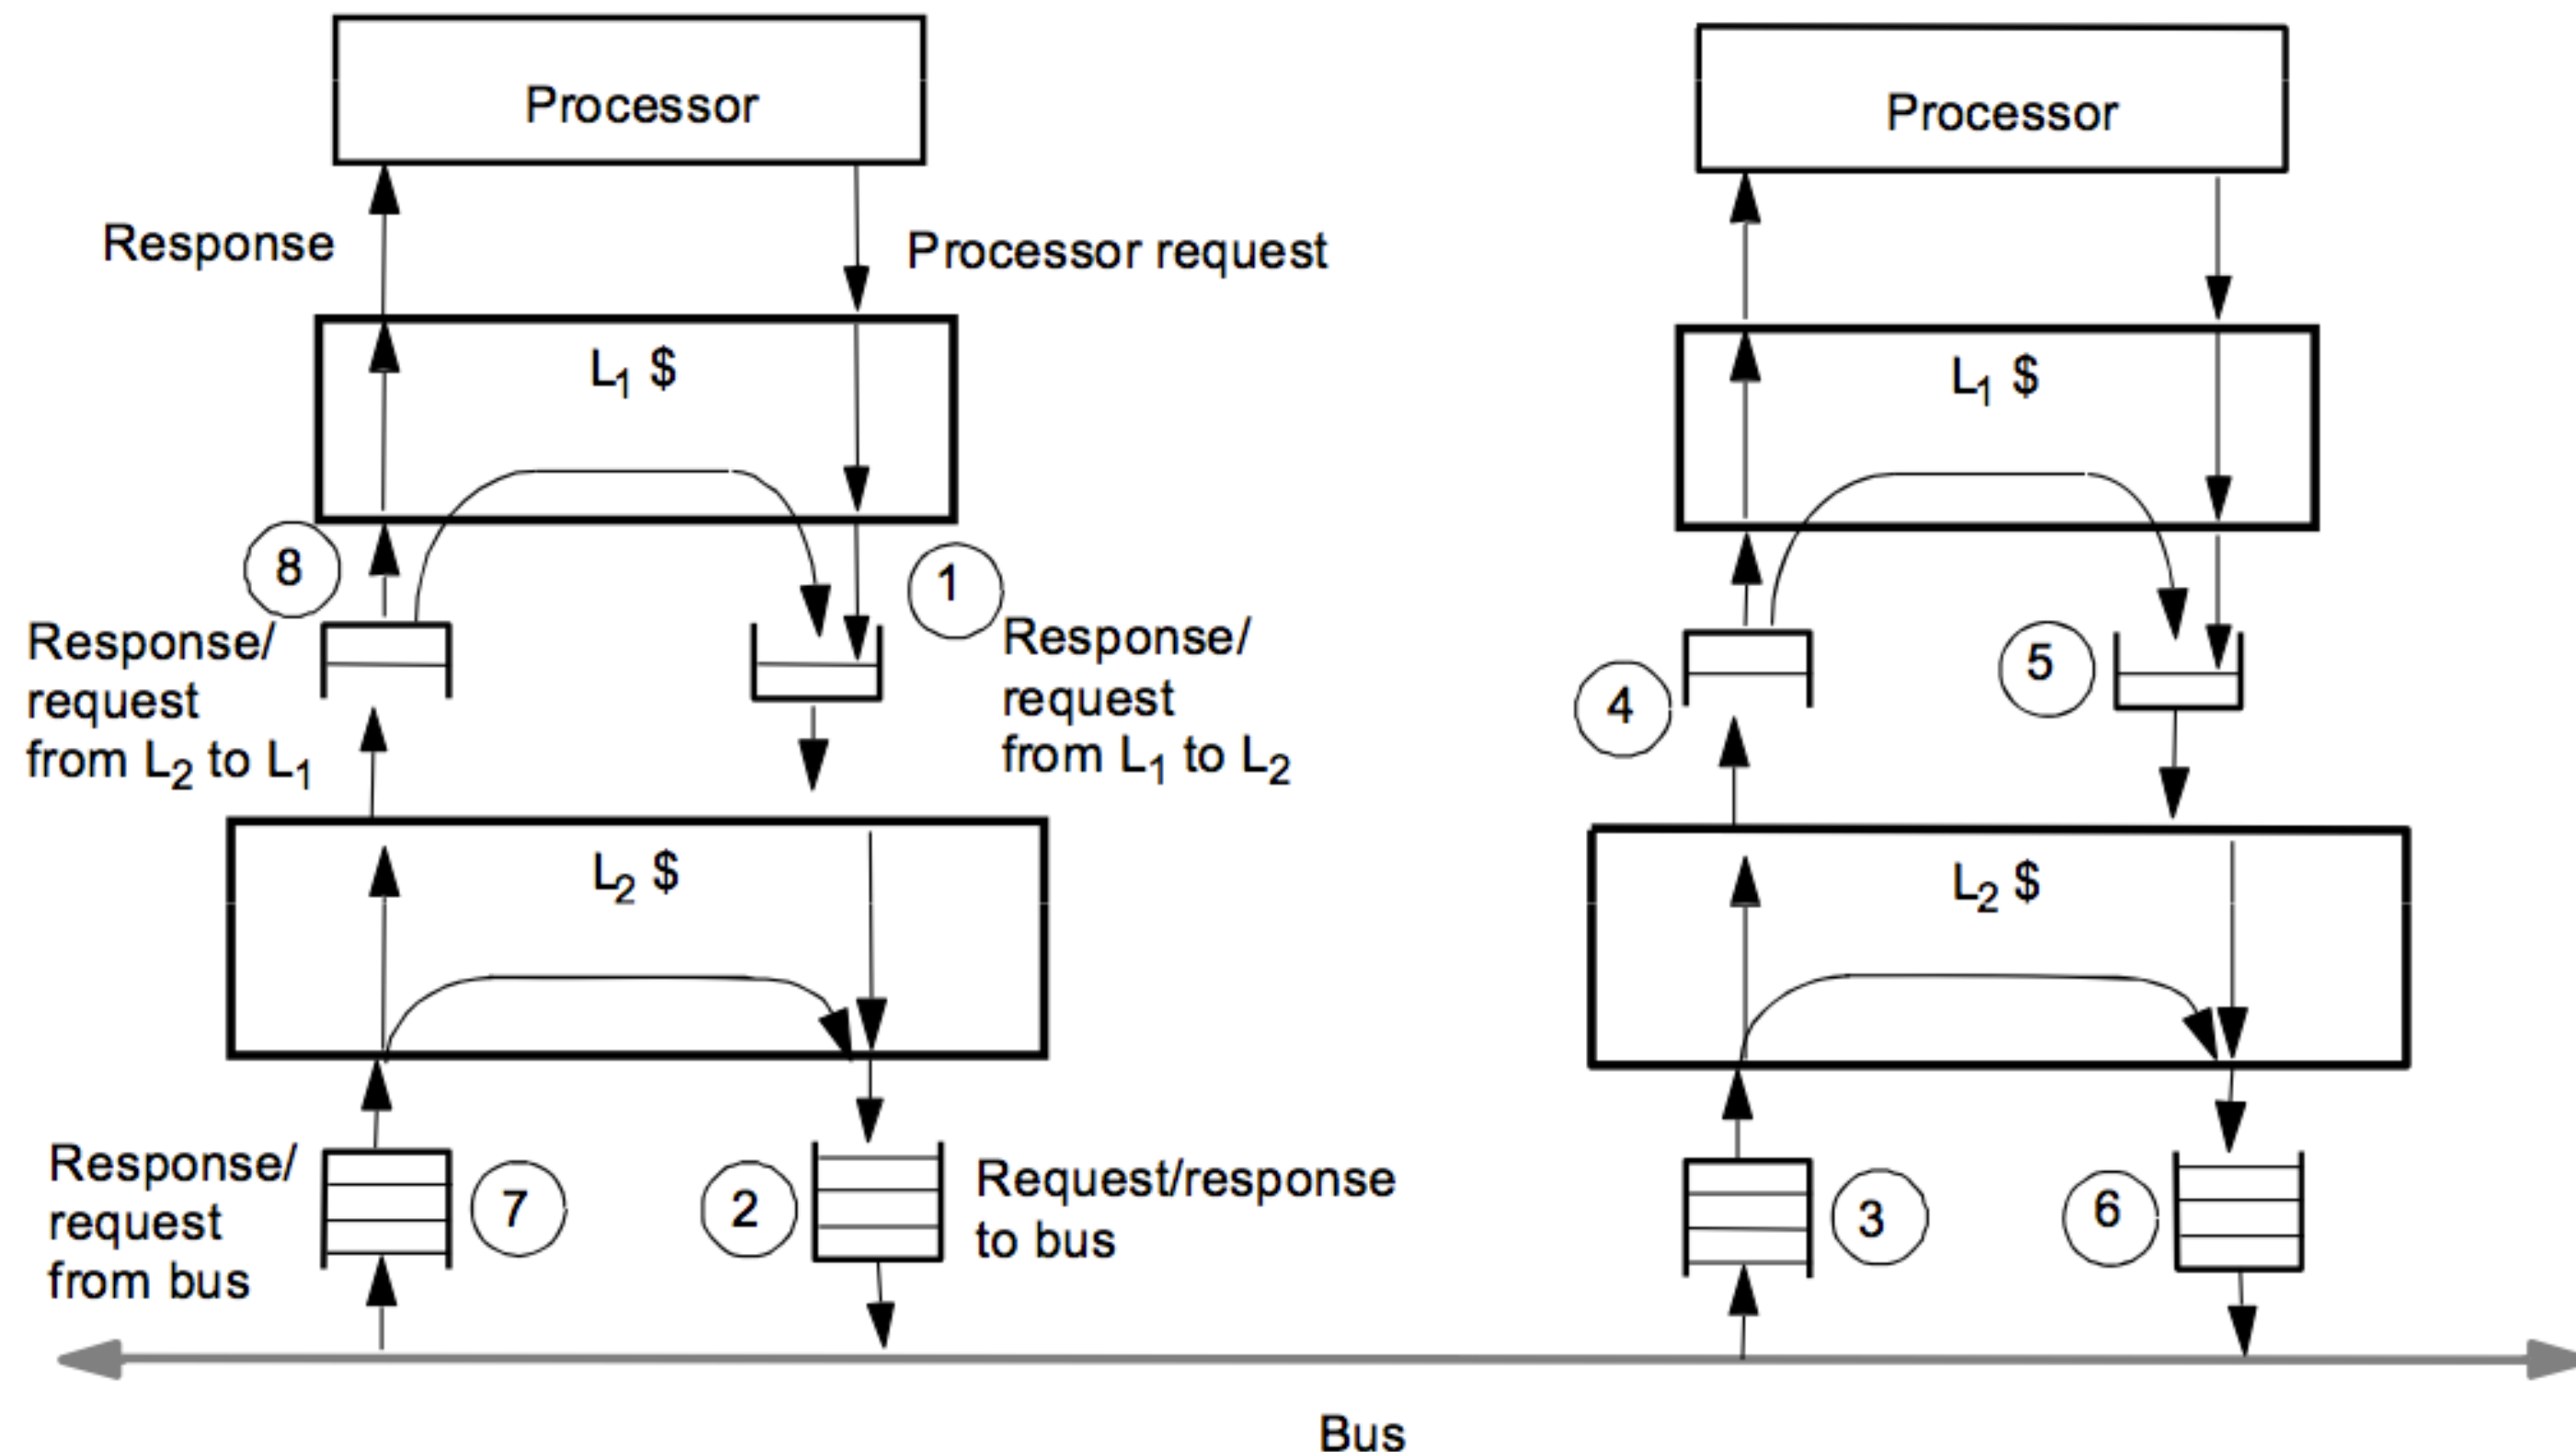 Processor
Processor
Response
Processor request
L1 $
L1 $
8
1
Response/
request
from L2 to L1
Response/
request
from L1 to L2
4
5
L2 $
L2 $
Response/
request
from bus
7
2
Request/response
to bus
3
6
Bus